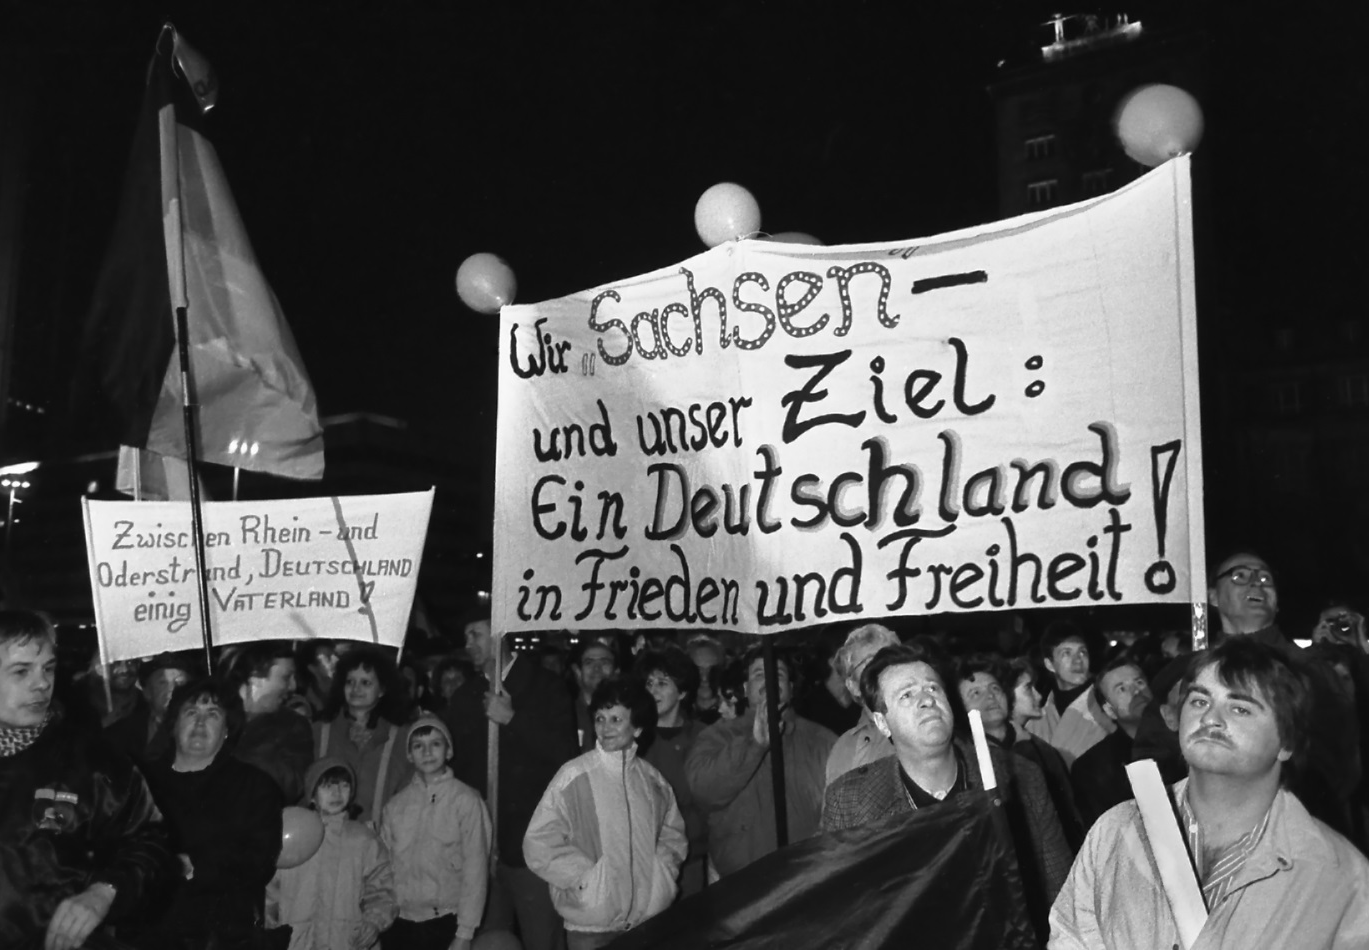 Wir „Sachsen –
und unser Ziel:
Ein Deutschland
in Frieden und Freiheit!
Zwischen Rhein – und
Oderstrand, DEUTSCHLAND
einig VATERLAND!